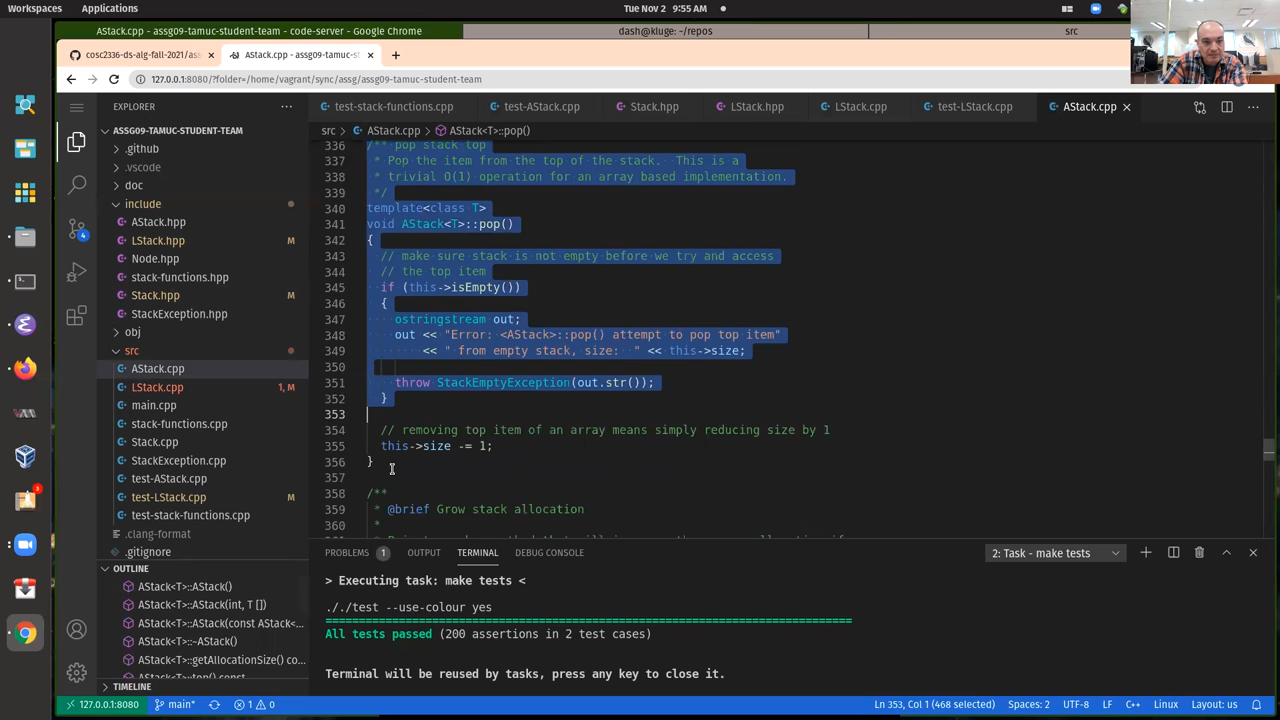 Workspaces
Applications
Tue Nov 2 9:55 AM
AStack.cpp - assg09-tamuc-student-team - code-server - Google Chrome
dash@kluge: ~/repos
src
cosc2336-ds-alg-fall-2021/as
AStack.cpp - assg09-tamuc-st
127.0.0.1:8080/?folder=/home/vagrant/sync/assg/assg09-tamuc-student-team
EXPLORER
test-stack-functions.cpp
test-AStack.cpp
Stack.hpp
LStack.hpp
LStack.cpp
test-LStack.cpp
AStack.cpp
ASSG09-TAMUC-STUDENT-TEAM
.github
.vscode
doc
include
AStack.hpp
LStack.hpp M
Node.hpp
stack-functions.hpp
Stack.hpp M
StackException.hpp
obj
src
AStack.cpp
LStack.cpp 1, M
main.cpp
stack-functions.cpp
Stack.cpp
StackException.cpp
test-AStack.cpp
test-LStack.cpp M
test-stack-functions.cpp
.clang-format
.gitignore
OUTLINE
AStack<T>::AStack()
AStack<T>::AStack(int, T [])
AStack<T>::AStack(const AStack<...
AStack<T>::~AStack()
AStack<T>::getAllocationSize() co...
AStack<T>::top() const
TIMELINE
src > AStack.cpp > AStack<T>::pop()
336 /** pop stack top
337  * Pop the item from the top of the stack.  This is a
338  * trivial O(1) operation for an array based implementation.
339  */
340 template<class T>
341 void AStack<T>::pop()
342 {
343   // make sure stack is not empty before we try and access
344   // the top item
345   if (this->isEmpty())
346   {
347     ostringstream out;
348     out << "Error: <AStack>::pop() attempt to pop top item"
349         << " from empty stack, size:  " << this->size;
350
351     throw StackEmptyException(out.str());
352   }
353
354   // removing top item of an array means simply reducing size by 1
355   this->size -= 1;
356 }
357
358 /**
359  * @brief Grow stack allocation
360  *
PROBLEMS 1
OUTPUT
TERMINAL
DEBUG CONSOLE
2: Task - make tests
> Executing task: make tests <
././test --use-colour yes
===============================================================================
All tests passed (200 assertions in 2 test cases)
Terminal will be reused by tasks, press any key to close it.
4
3
127.0.0.1:8080
main*
1 0
Ln 353, Col 1 (468 selected)
Spaces: 2
UTF-8
LF
C++
Linux
Layout: us